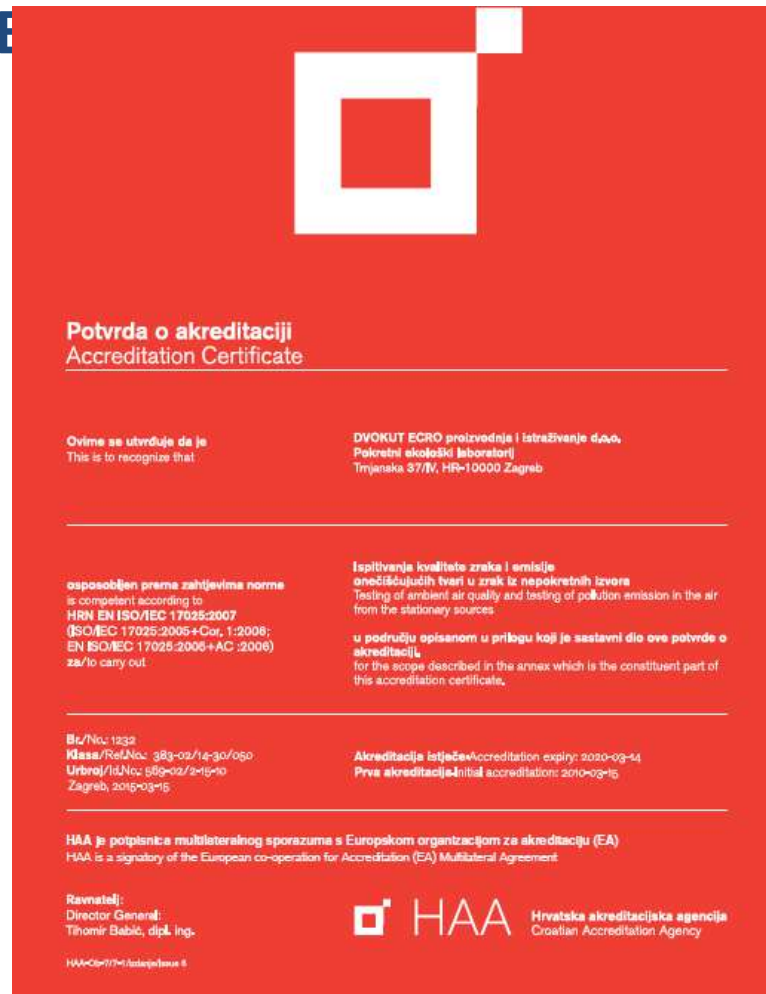 E
Potvrda o akreditaciji
Accreditation Certificate
Ovime se utvrđuje da je
This is to recognize that
DVOKUT ECRO proizvodnja i istraživanje d.o.o.
Pokretni ekološki laboratorij
Trnjanska 37/IV, HR-10000 Zagreb
osposobljen prema zahtjevima norme
is competent according to
HRN EN ISO/IEC 17025:2007
(ISO/IEC 17025:2005+Cor. 1:2006;
EN ISO/IEC 17025:2005+AC :2006)
za/to carry out
Ispitivanja kvalitete zraka i emisije
onečišćujućih tvari u zrak iz nepokretnih izvora
Testing of ambient air quality and testing of pollution emission in the air
from the stationary sources
u području opisanom u prilogu koji je sastavni dio ove potvrde o
akreditaciji.
for the scope described in the annex which is the constituent part of
this accreditation certificate.
Br./No.: 1232
Klasa/Ref.No.: 383-02/14-30/050
Urbroj/Id.No.: 569-02/2-15-10
Zagreb, 2015-03-15
Akreditacija istječe•Accreditation expiry: 2020-03-14
Prva akreditacija•Initial accreditation: 2010-03-15
HAA je potpisnica multilateralnog sporazuma s Europskom organizacijom za akreditaciju (EA)
HAA is a signatory of the European co-operation for Accreditation (EA) Multilateral Agreement
Ravnatelj:
Director General:
Tihomir Babić, dipl. ing.
HAA
Hrvatska akreditacijska agencija
Croatian Accreditation Agency
HAA-Ob-7/7-1/Izdanje/Issue 6